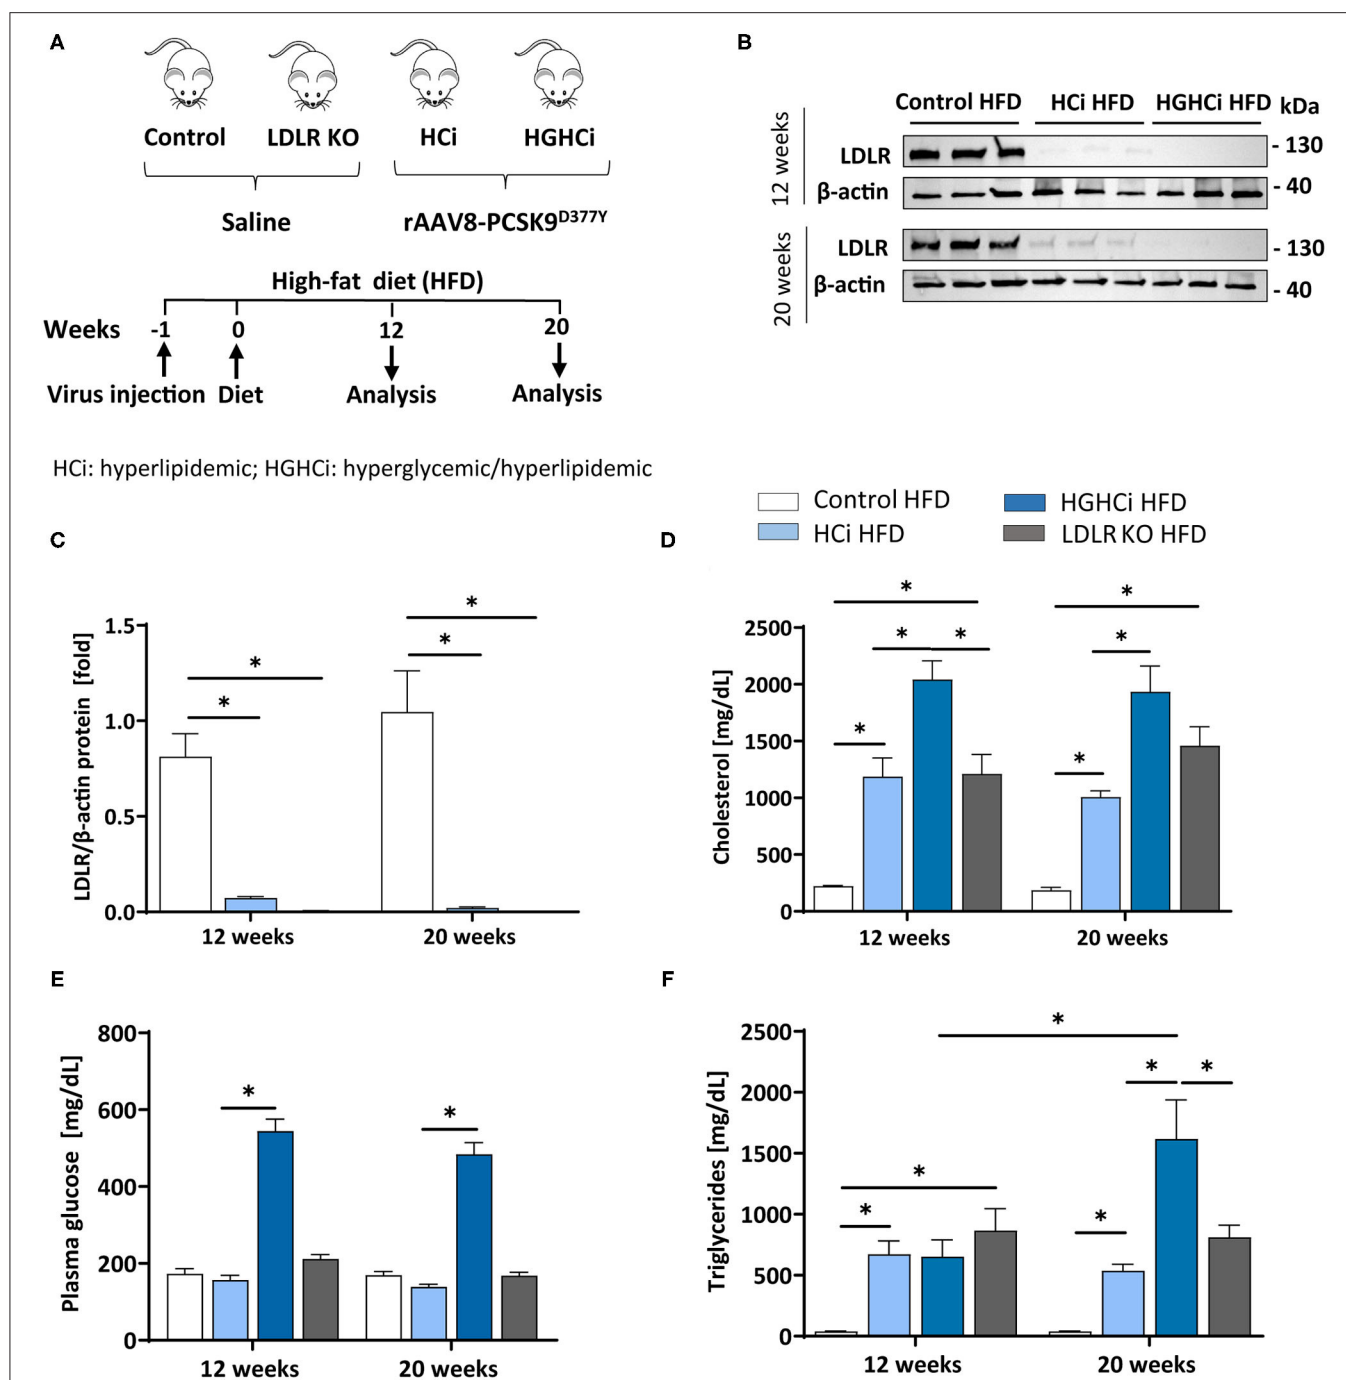 A
Control LDLR KO HCi HGHCi
Saline rAAV8-PCSK9D377Y
High-fat diet (HFD)
Weeks -1 0 12 20
Virus injection Diet Analysis Analysis
HCi: hyperlipidemic; HGHCi: hyperglycemic/hyperlipidemic
B
Control HFD HCi HFD HGHCi HFD kDa
12 weeks
LDLR - 130
β-actin - 40
20 weeks
LDLR - 130
β-actin - 40
Control HFD HGHCi HFD
HCi HFD LDLR KO HFD
C
LDLR/β-actin protein [fold]
1.5
1.0
0.5
0.0
* * * *
12 weeks 20 weeks
D
Cholesterol [mg/dL]
2500
2000
1500
1000
500
0
* * * * * * *
12 weeks 20 weeks
E
Plasma glucose [mg/dL]
800
600
400
200
0
* *
12 weeks 20 weeks
F
Triglycerides [mg/dL]
2500
2000
1500
1000
500
0
* * * * * *
12 weeks 20 weeks